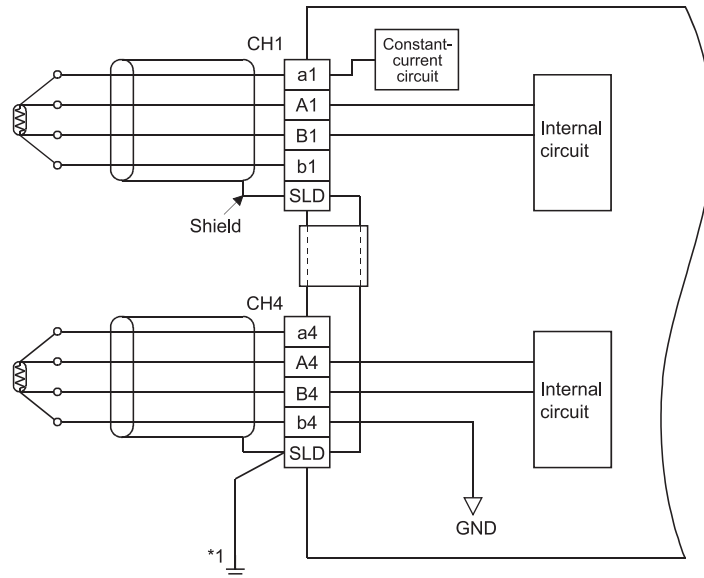 CH1
a1
Constant-
current
circuit
A1
B1
Internal
circuit
b1
SLD
Shield
CH4
a4
A4
B4
Internal
circuit
b4
SLD
GND
*1